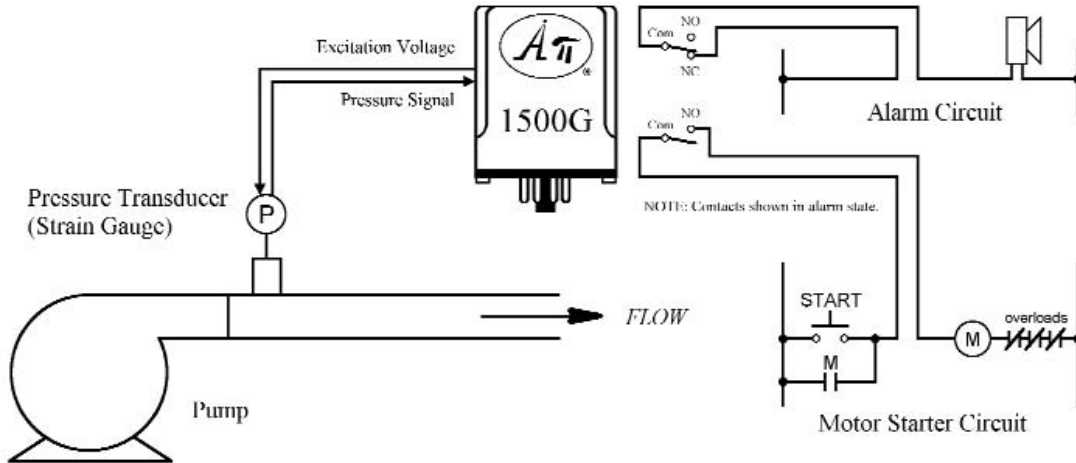 Excitation Voltage
Pressure Signal
Aπ
®
1500G
Com
NO
NC
Com
NO
NOTE: Contacts shown in alarm state.
Alarm Circuit
Pressure Transducer
(Strain Gauge)
P
FLOW
Pump
START
M
M
overloads
Motor Starter Circuit